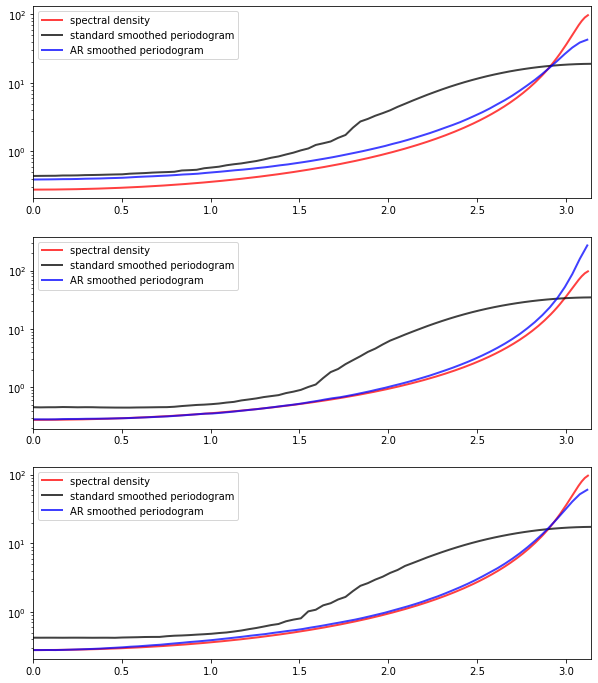 10²
10¹
10⁰
spectral density
standard smoothed periodogram
AR smoothed periodogram
0.0 0.5 1.0 1.5 2.0 2.5 3.0
10²
10¹
10⁰
spectral density
standard smoothed periodogram
AR smoothed periodogram
0.0 0.5 1.0 1.5 2.0 2.5 3.0
10²
10¹
10⁰
spectral density
standard smoothed periodogram
AR smoothed periodogram
0.0 0.5 1.0 1.5 2.0 2.5 3.0